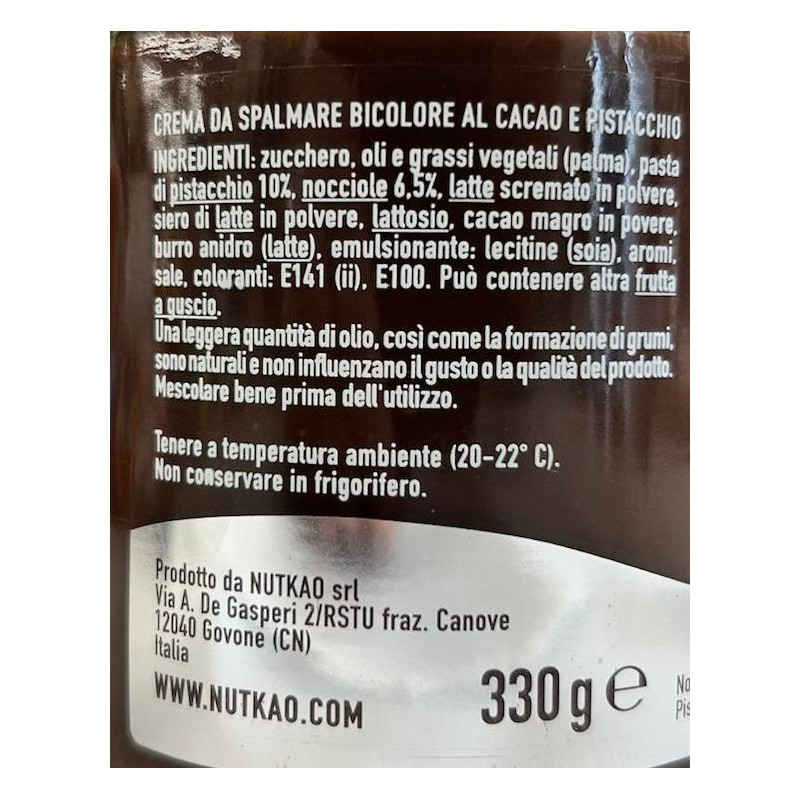 CREMA DA SPALMARE BICOLORE AL CACAO E PISTACCHIO
INGREDIENTI: zucchero, oli e grassi vegetali (palma), pasta
di pistacchio 10%, nocciole 6,5%, latte scremato in polvere,
siero di latte in polvere, lattosio, cacao magro in povere,
burro anidro (latte), emulsionante: lecitine (soia), aromi,
sale, coloranti: E141 (ii), E100. Può contenere altra frutta
a guscio.
Una leggera quantità di olio, così come la formazione di grumi,
sono naturali e non influenzano il gusto o la qualità del prodotto.
Mescolare bene prima dell'utilizzo.
Tenere a temperatura ambiente (20-22° C).
Non conservare in frigorifero.
Prodotto da NUTKAO srl
Via A. De Gasperi 2/RSTU fraz. Canove
12040 Govone (CN)
Italia
WWW.NUTKAO.COM
330 g e